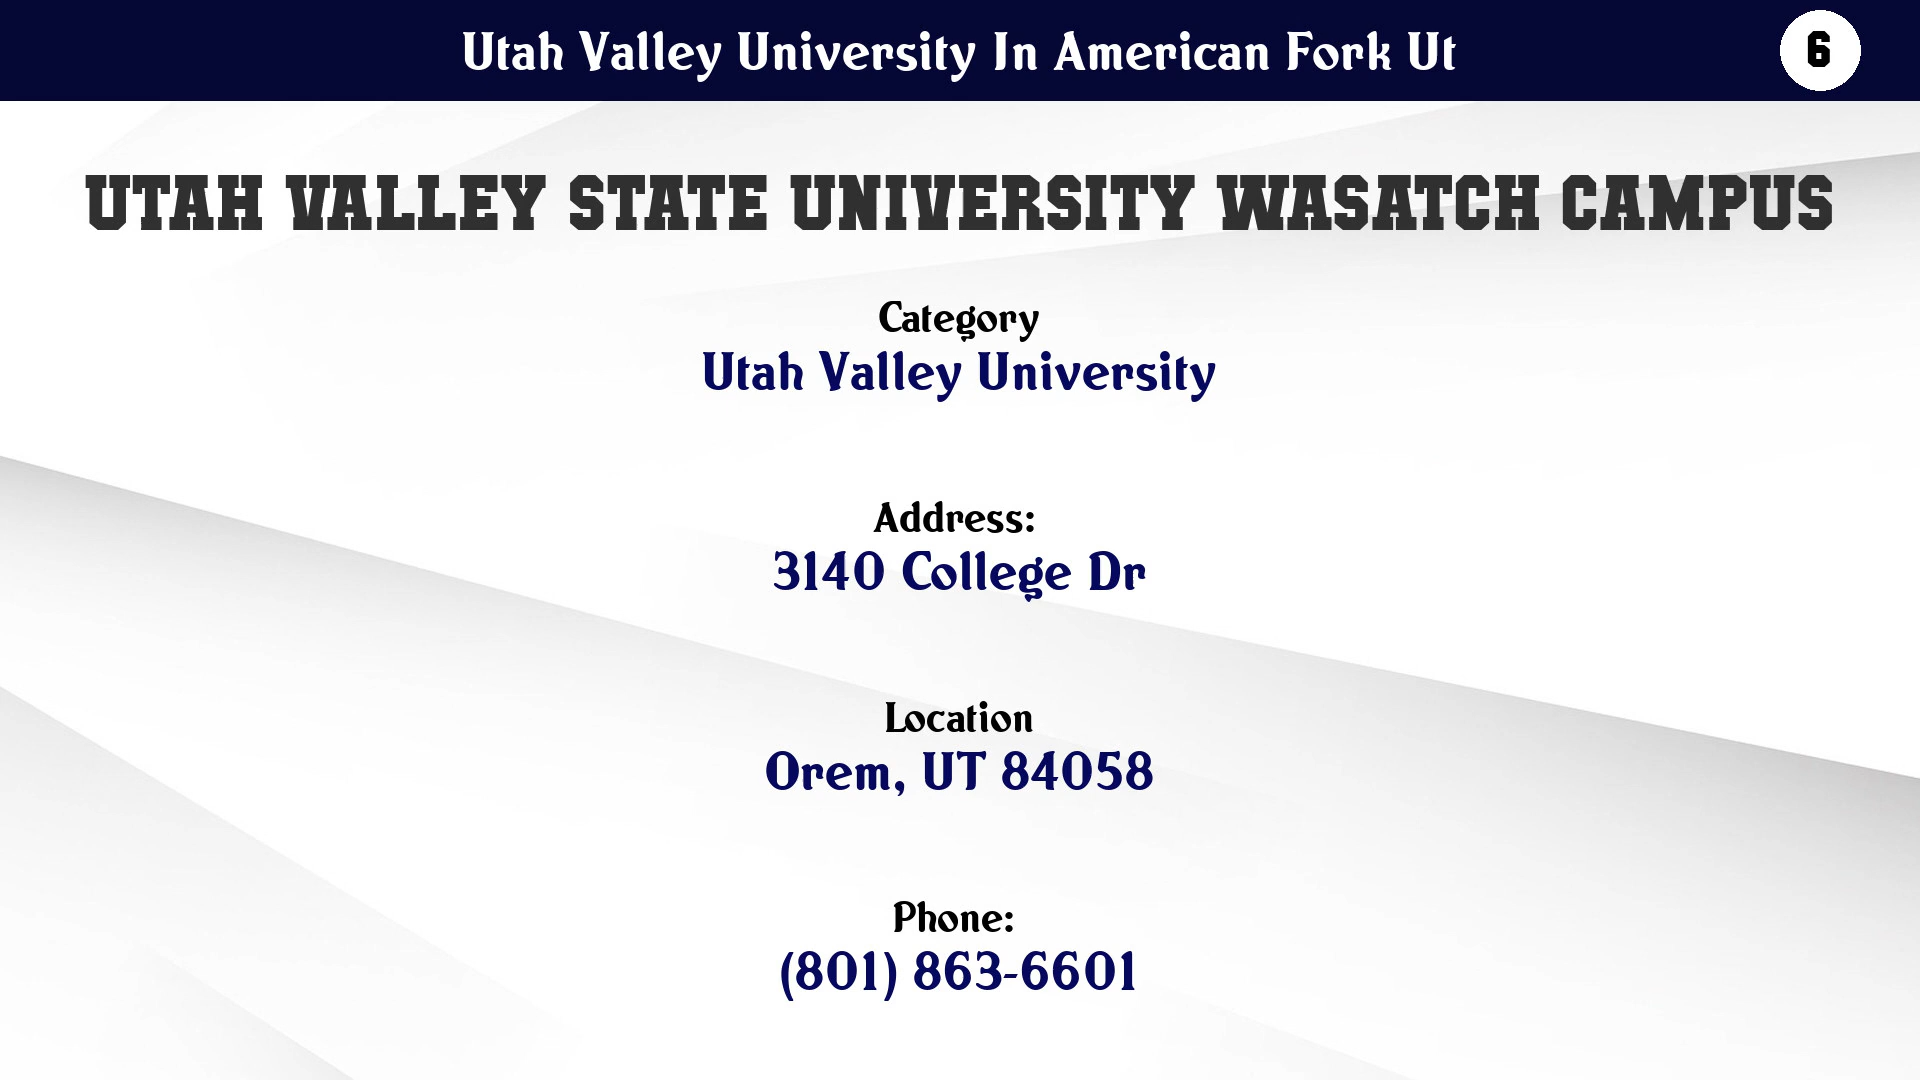 Utah Valley University In American Fork Ut
6
UTAH VALLEY STATE UNIVERSITY WASATCH CAMPUS
Category
Utah Valley University
Address:
3140 College Dr
Location
Orem, UT 84058
Phone:
(801) 863-6601